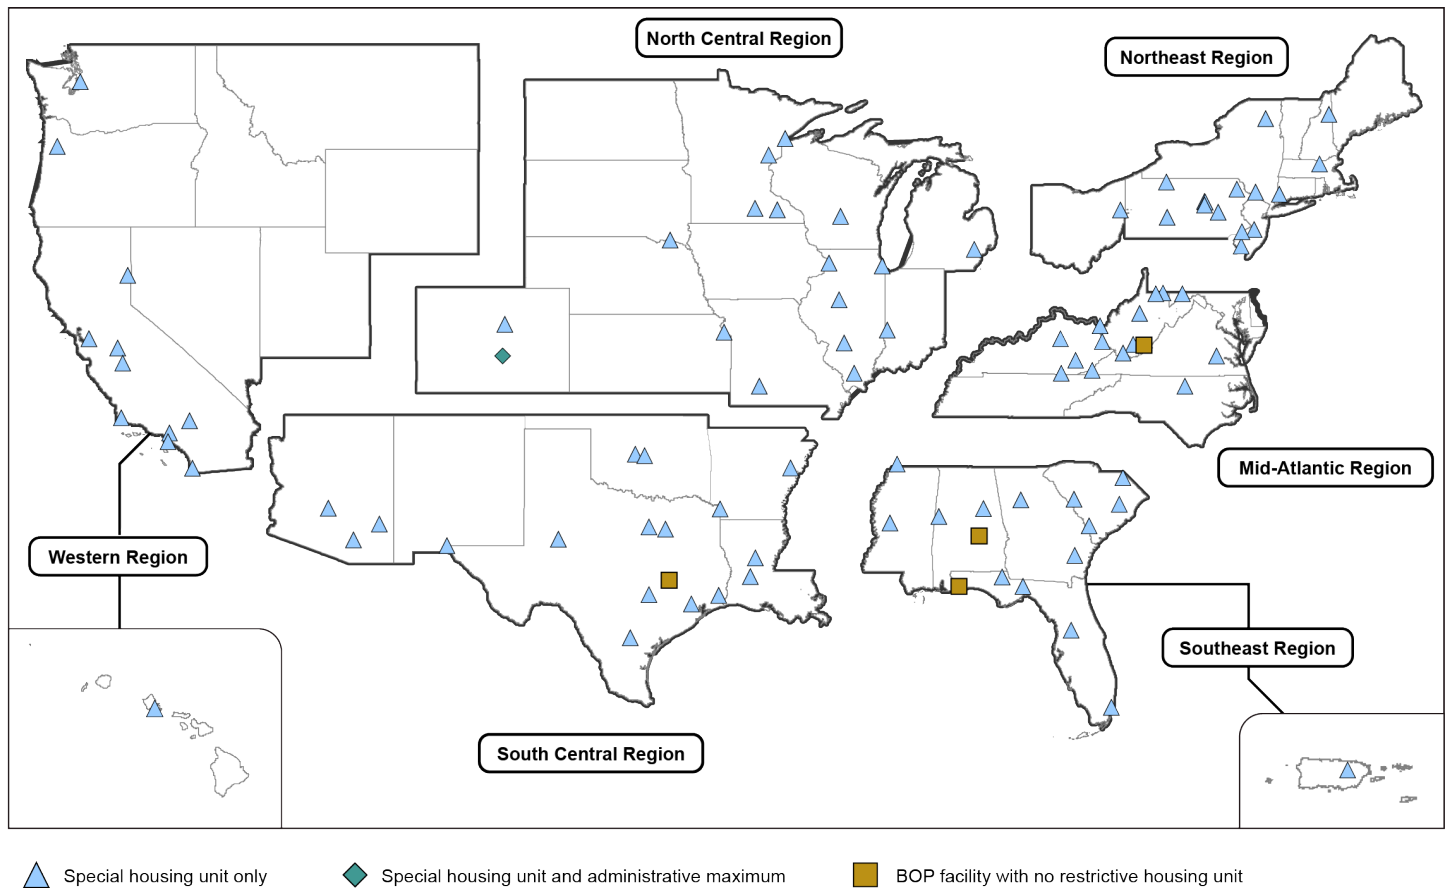 North Central Region
Northeast Region
Mid-Atlantic Region
Western Region
Southeast Region
South Central Region
Special housing unit only
Special housing unit and administrative maximum
BOP facility with no restrictive housing unit